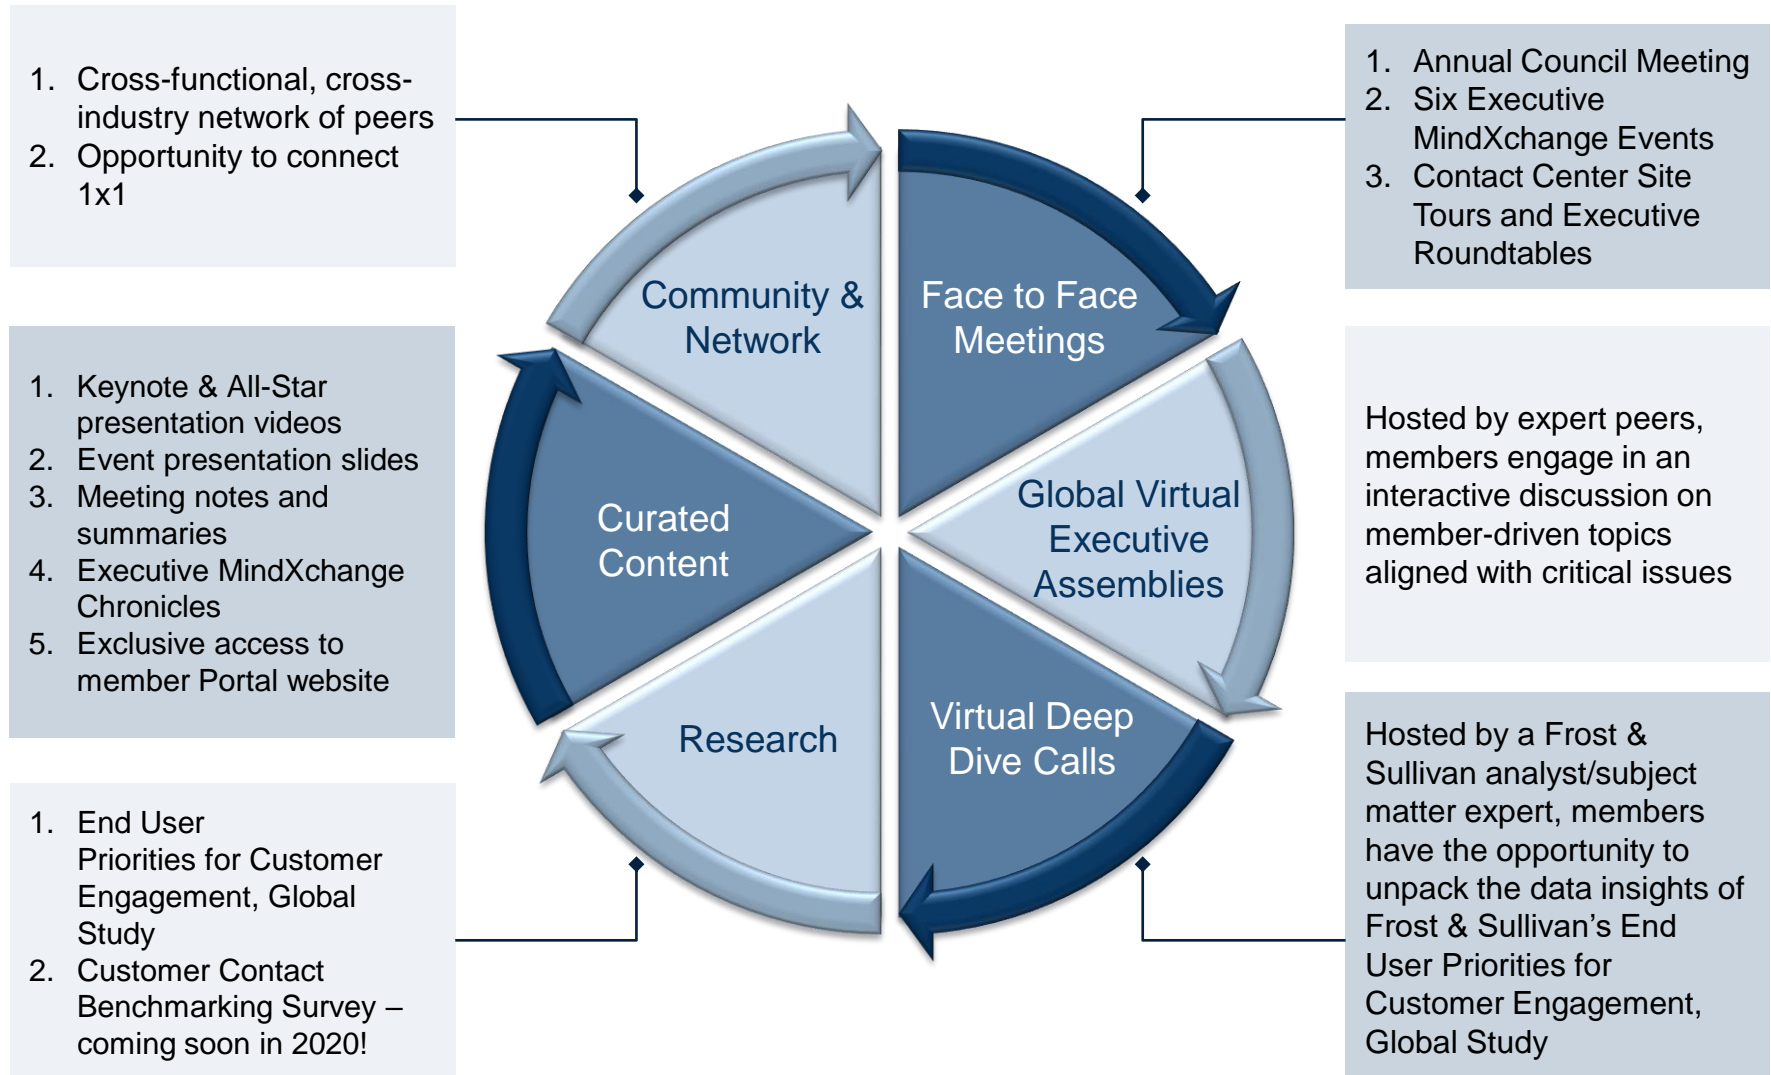 1. Cross-functional, cross-
industry network of peers
2. Opportunity to connect
1x1
1. Keynote & All-Star
presentation videos
2. Event presentation slides
3. Meeting notes and
summaries
4. Executive MindXchange
Chronicles
5. Exclusive access to
member Portal website
1. End User
Priorities for Customer
Engagement, Global
Study
2. Customer Contact
Benchmarking Survey –
coming soon in 2020!
Community &
Network
Face to Face
Meetings
Curated
Content
Global Virtual
Executive
Assemblies
Research
Virtual Deep
Dive Calls
1. Annual Council Meeting
2. Six Executive
MindXchange Events
3. Contact Center Site
Tours and Executive
Roundtables
Hosted by expert peers,
members engage in an
interactive discussion on
member-driven topics
aligned with critical issues
Hosted by a Frost &
Sullivan analyst/subject
matter expert, members
have the opportunity to
unpack the data insights of
Frost & Sullivan’s End
User Priorities for
Customer Engagement,
Global Study